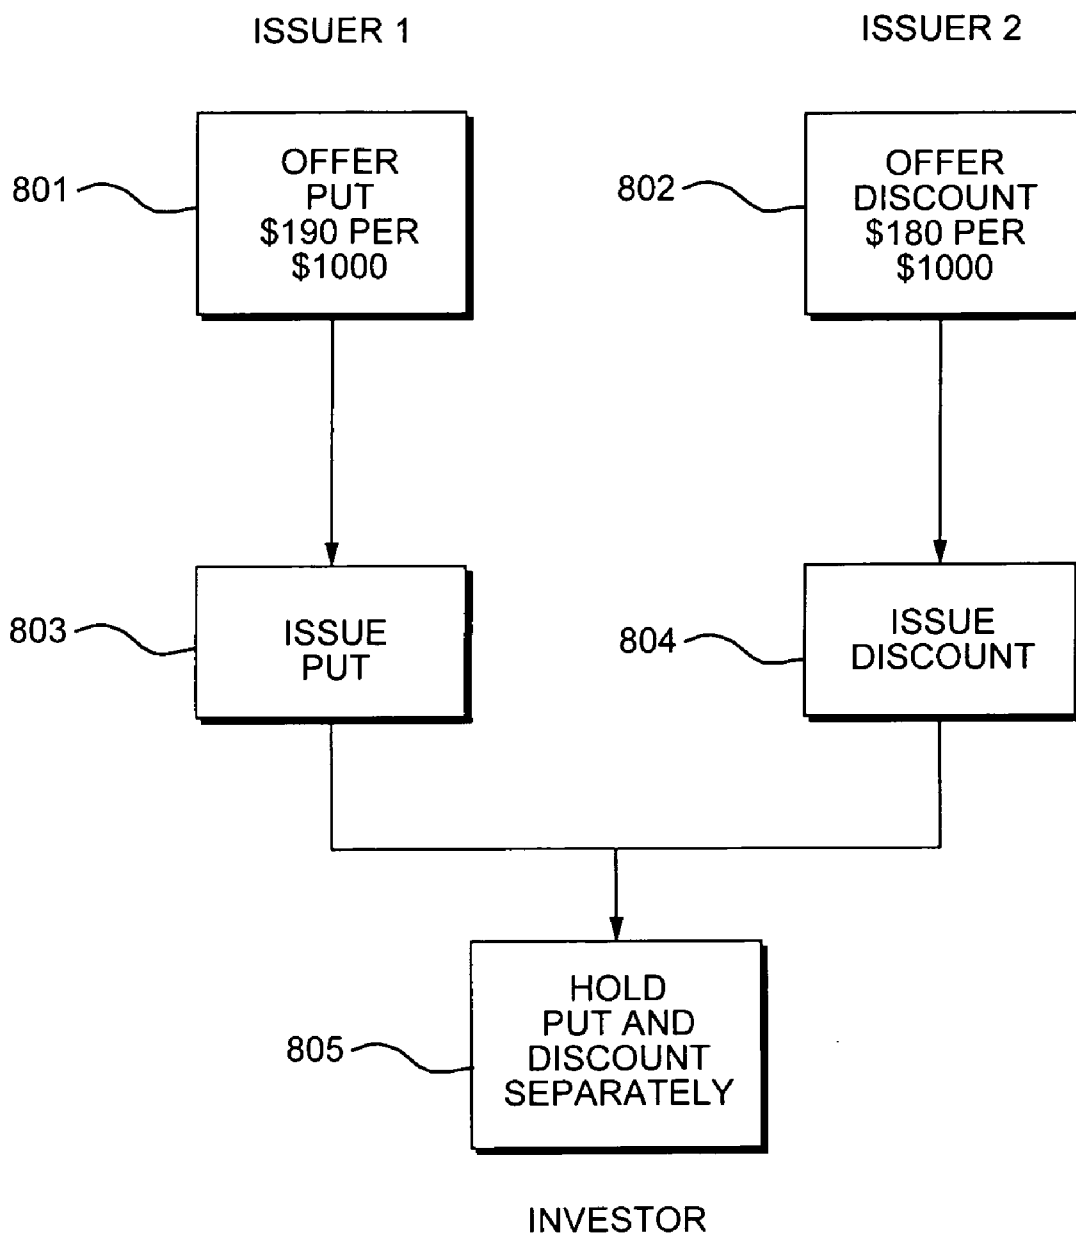 ISSUER 1
ISSUER 2
801
OFFER
PUT
$190 PER
$1000
802
OFFER
DISCOUNT
$180 PER
$1000
803
ISSUE
PUT
804
ISSUE
DISCOUNT
805
HOLD
PUT AND
DISCOUNT
SEPARATELY
INVESTOR